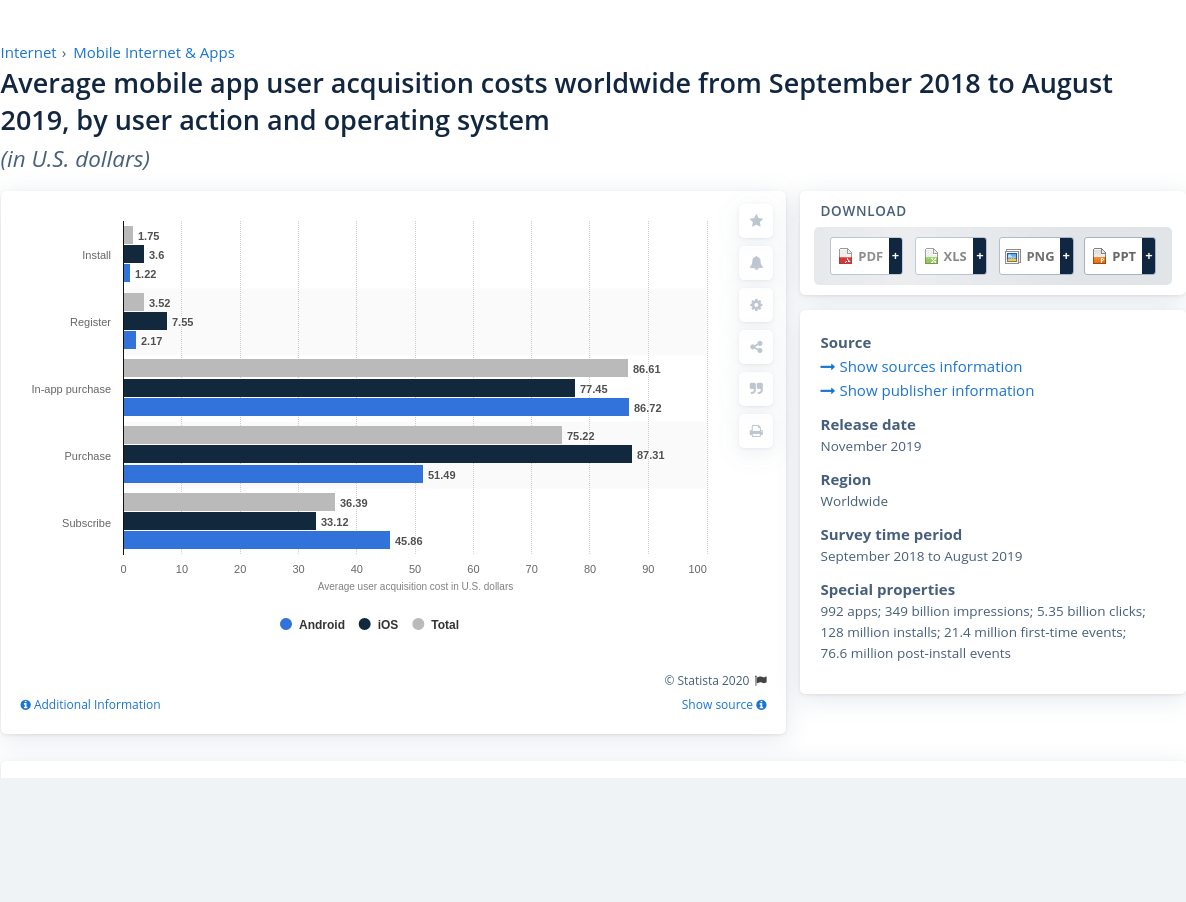 Internet › Mobile Internet & Apps
Average mobile app user acquisition costs worldwide from September 2018 to August
2019, by user action and operating system
(in U.S. dollars)
Install
1.75
3.6
1.22
Register
3.52
7.55
2.17
In-app purchase
86.61
77.45
86.72
Purchase
75.22
87.31
51.49
Subscribe
36.39
33.12
45.86
0 10 20 30 40 50 60 70 80 90 100
Average user acquisition cost in U.S. dollars
Android iOS Total
© Statista 2020
Additional Information
Show source
DOWNLOAD
PDF + XLS + PNG + PPT +
Source
Show sources information
Show publisher information
Release date
November 2019
Region
Worldwide
Survey time period
September 2018 to August 2019
Special properties
992 apps; 349 billion impressions; 5.35 billion clicks;
128 million installs; 21.4 million first-time events;
76.6 million post-install events